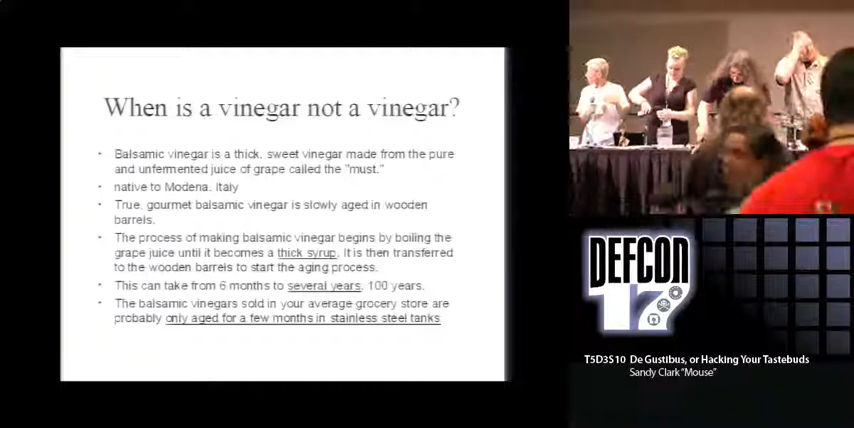 When is a vinegar not a vinegar?
• Balsamic vinegar is a thick, sweet vinegar made from the pure
and unfermented juice of grape called the "must."
• native to Modena, Italy
• True, gourmet balsamic vinegar is slowly aged in wooden
barrels.
• The process of making balsamic vinegar begins by boiling the
grape juice until it becomes a thick syrup. It is then transferred
to the wooden barrels to start the aging process.
• This can take from 6 months to several years, 100 years.
• The balsamic vinegars sold in your average grocery store are
probably only aged for a few months in stainless steel tanks
DEFCON
17
T5D3S10 De Gustibus, or Hacking Your Tastebuds
Sandy Clark "Mouse"